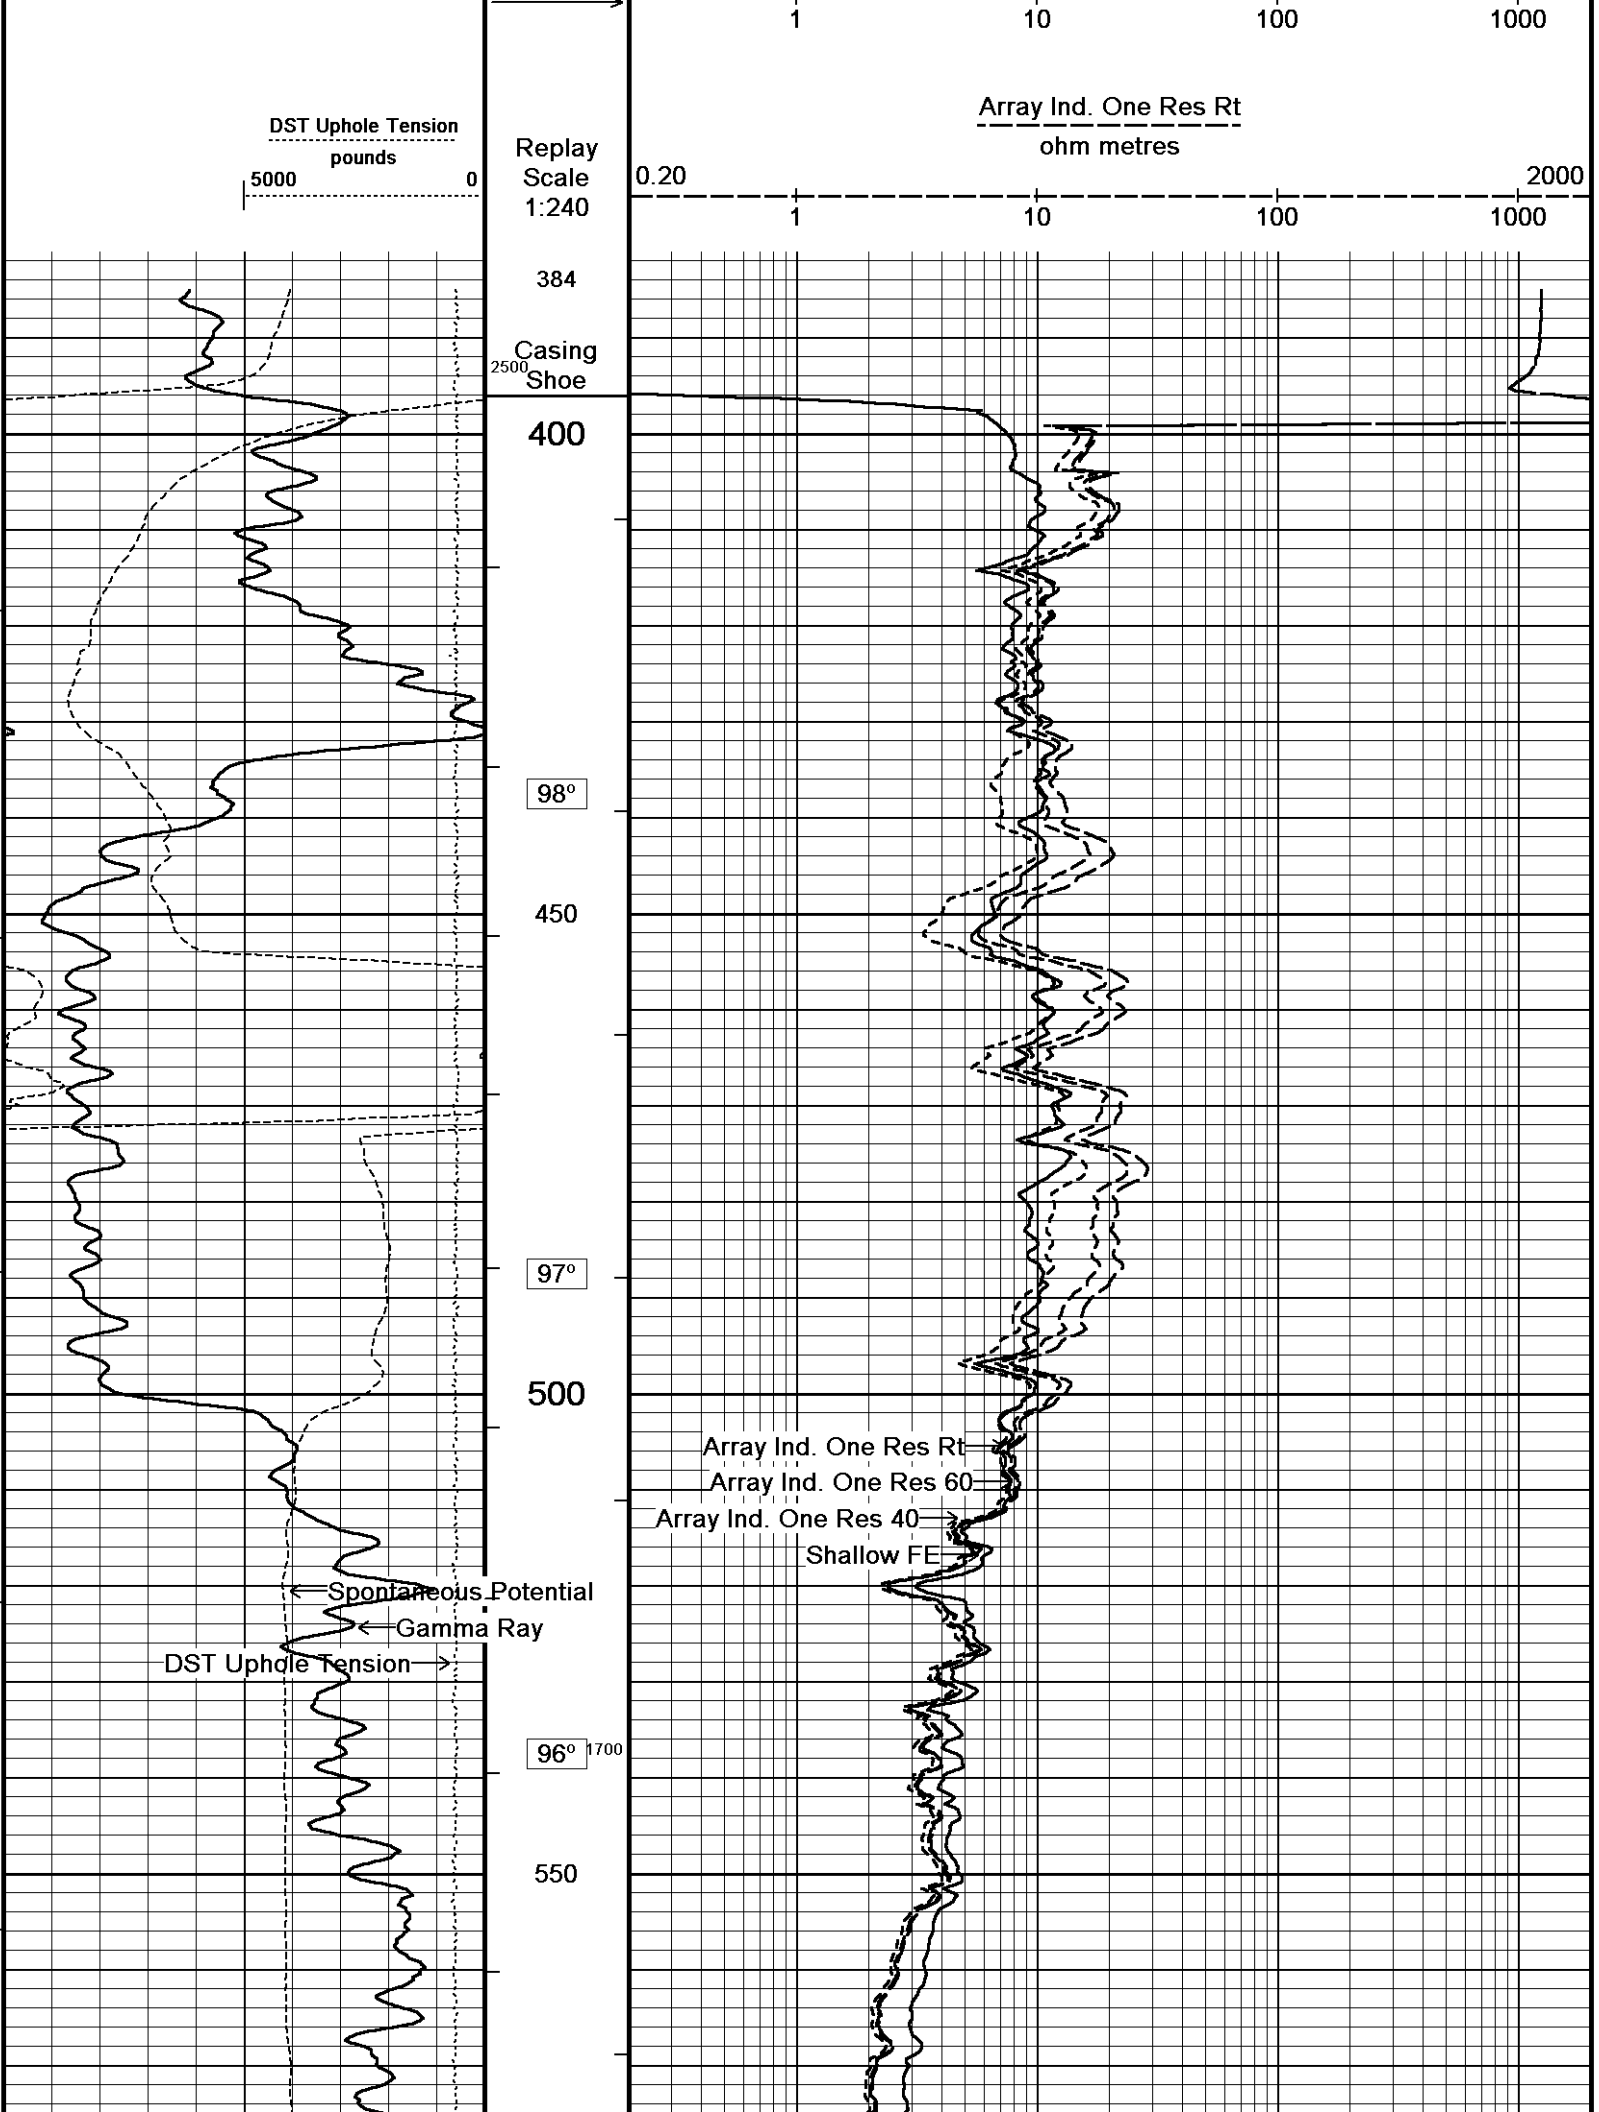 1 10 100 1000
DST Uphole Tension
pounds
5000 0
Replay
Scale
1:240
Array Ind. One Res Rt
ohm metres
0.20 2000
1 10 100 1000
384
Casing
2500
Shoe
400
98º
450
97º
500
Array Ind. One Res Rt
Array Ind. One Res 60
Array Ind. One Res 40
Shallow FE
Spontaneous Potential
Gamma Ray
DST Uphole Tension
96º 1700
550